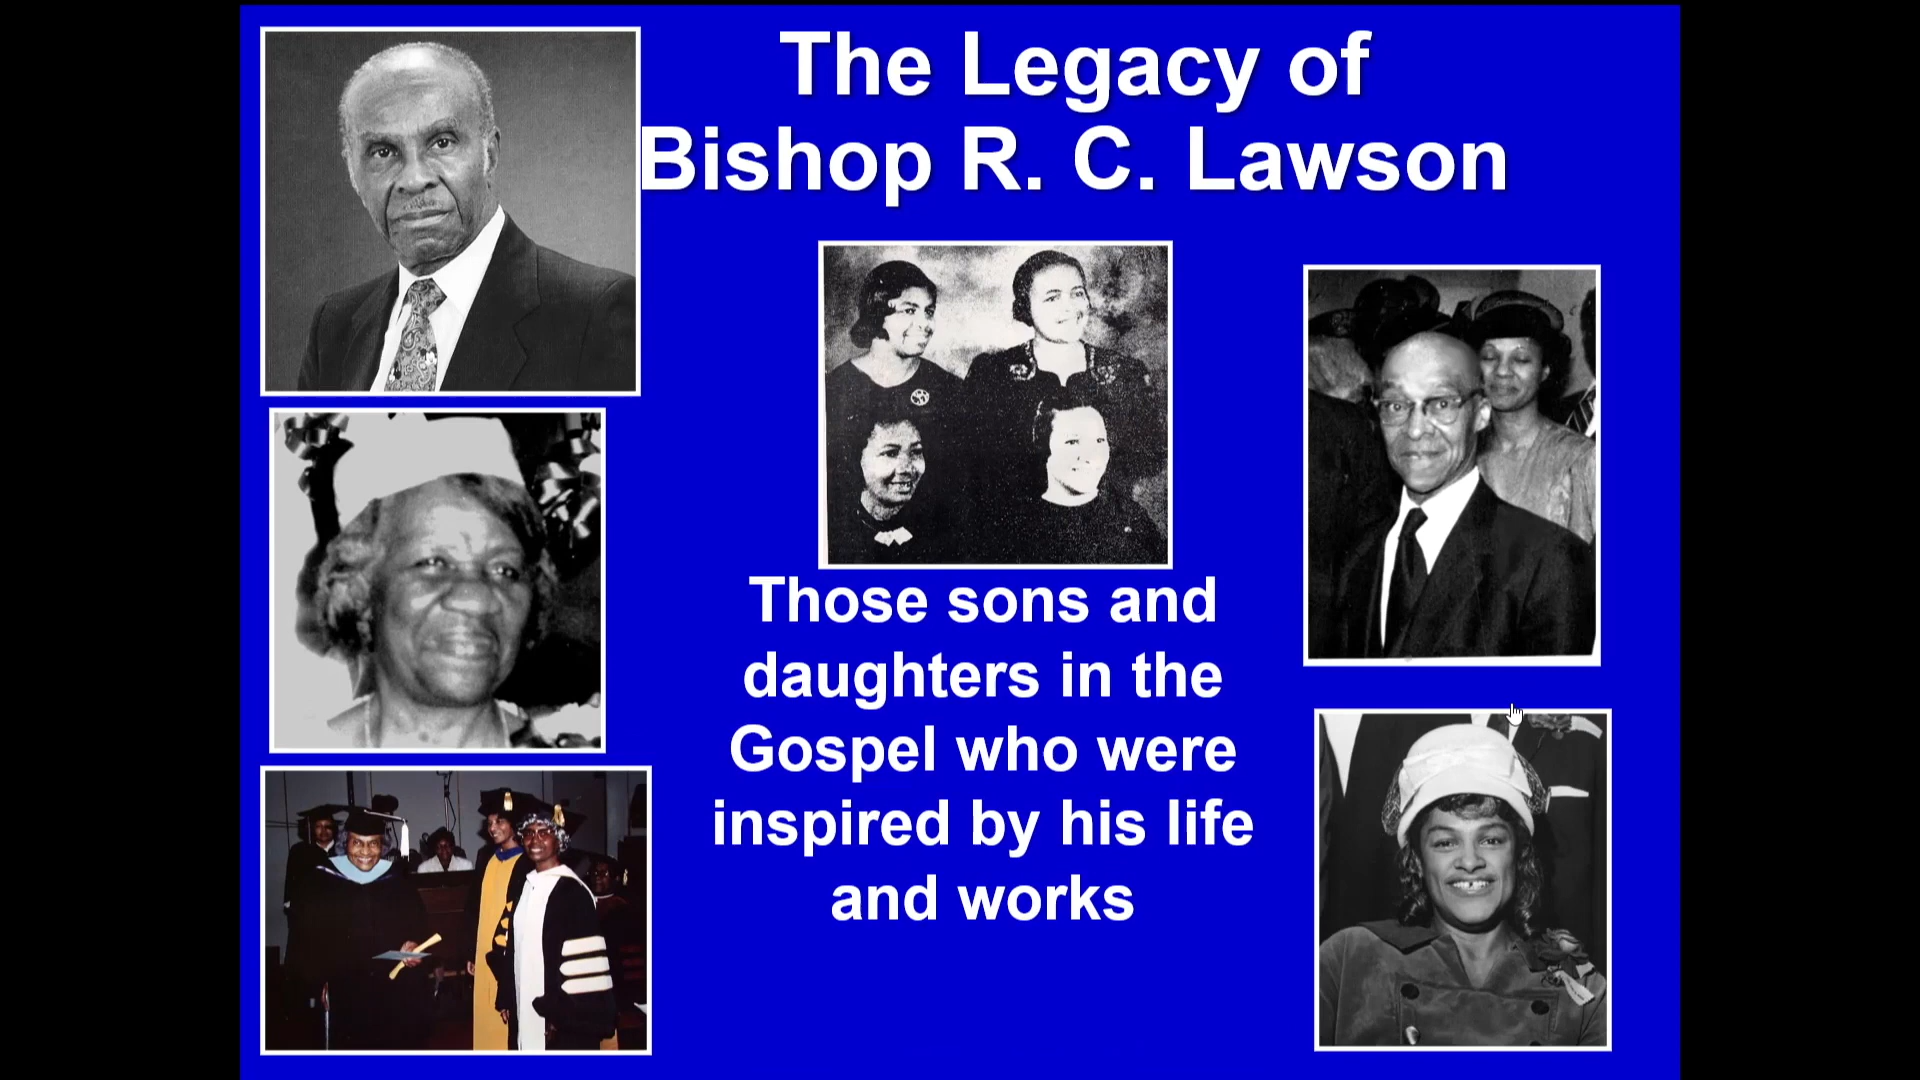 The Legacy of
Bishop R. C. Lawson
Those sons and
daughters in the
Gospel who were
inspired by his life
and works